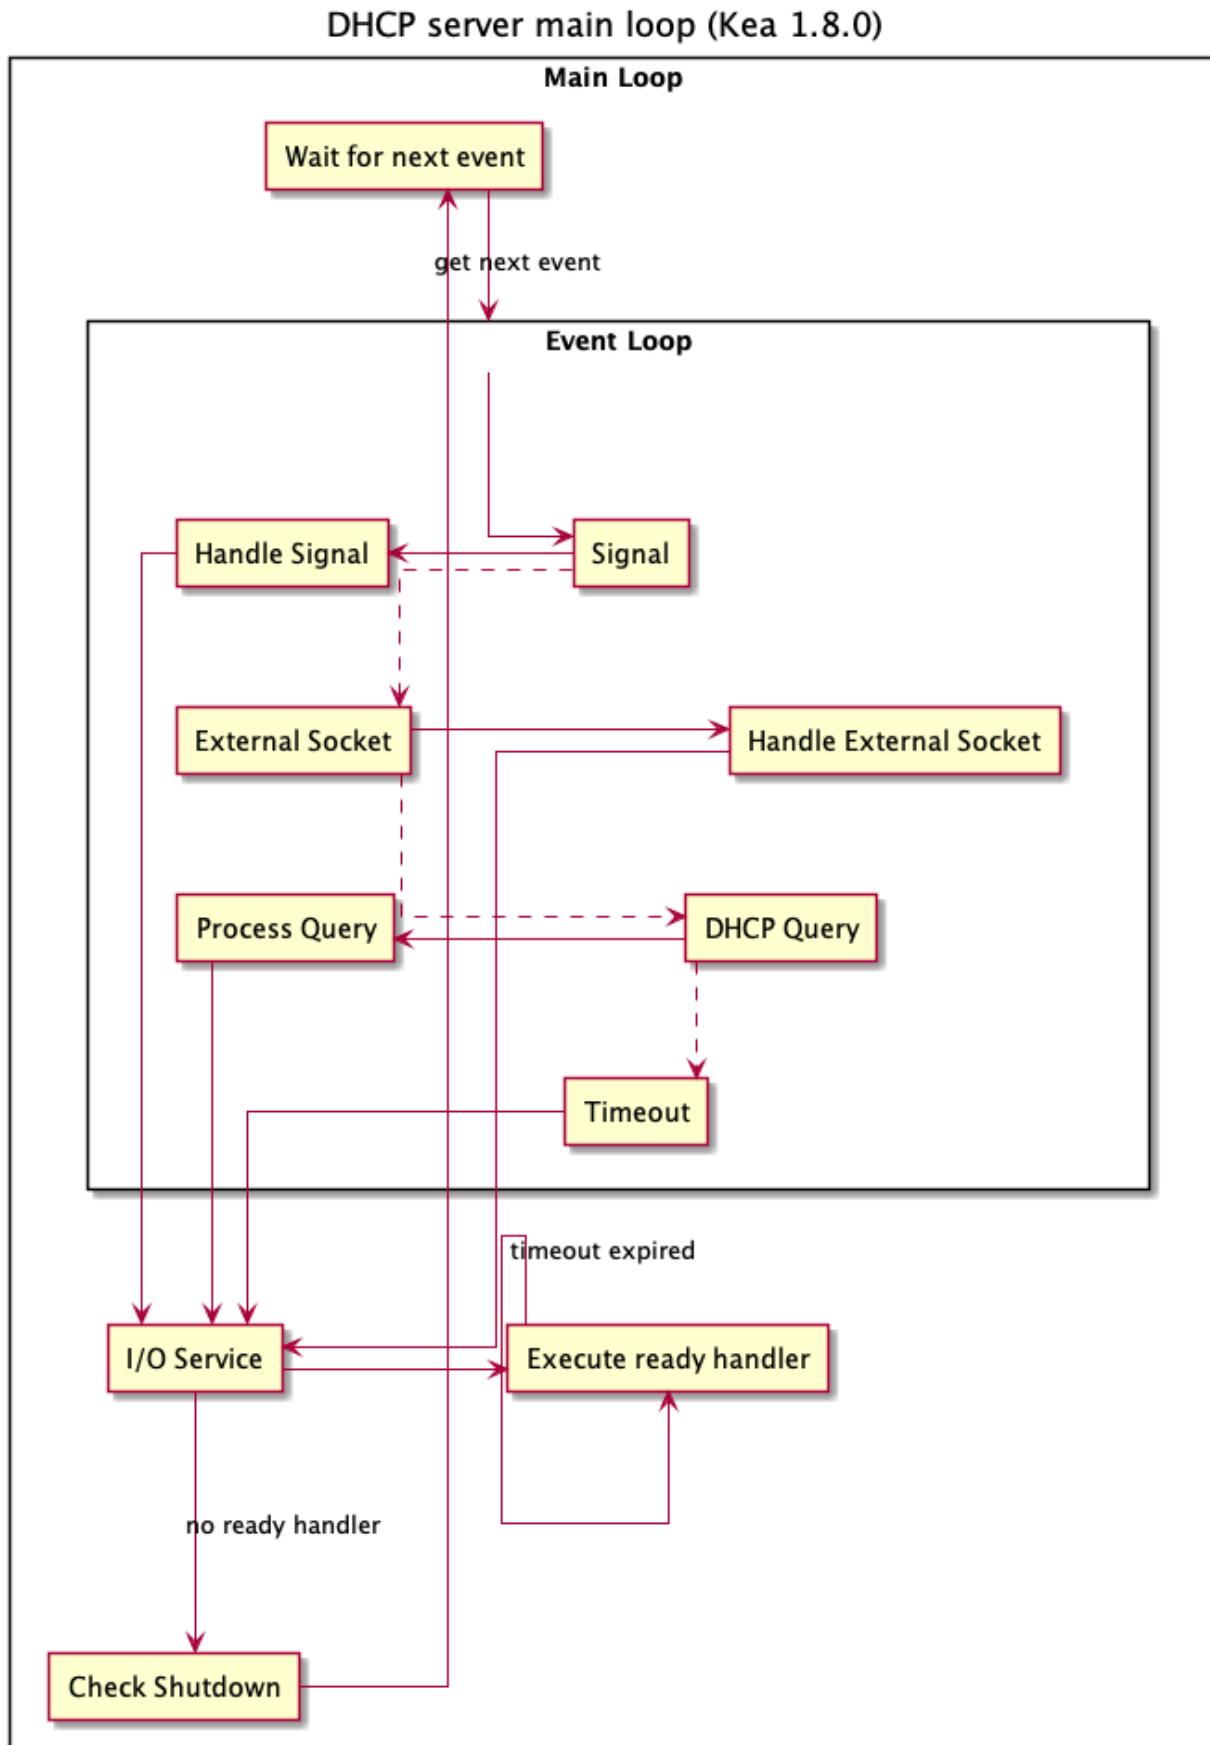 DHCP server main loop (Kea 1.8.0)
Main Loop
Wait for next event
get next event
Event Loop
Handle Signal
Signal
External Socket
Handle External Socket
Process Query
DHCP Query
Timeout
timeout expired
I/O Service
Execute ready handler
no ready handler
Check Shutdown